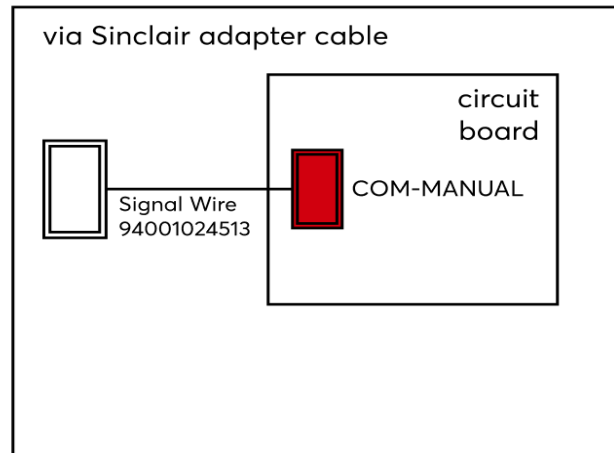 via Sinclair adapter cable
circuit
board
COM-MANUAL
Signal Wire
94001024513